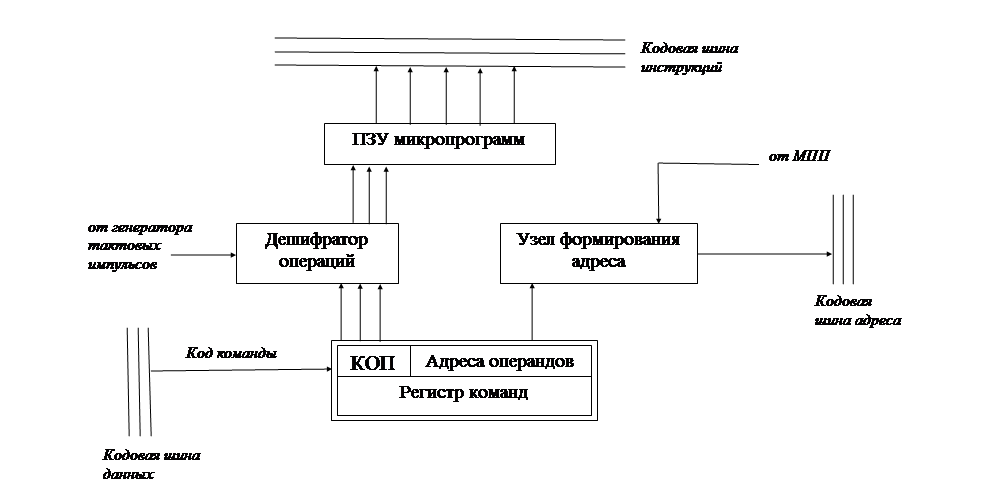 Кодовая шина
инструкций
ПЗУ микропрограмм
от МПП
от генератора
тактовых
импульсов
Дешифратор
операций
Узел формирования
адреса
Кодовая
шина адреса
Код команды
КОП
Адреса операндов
Регистр команд
Кодовая шина
данных